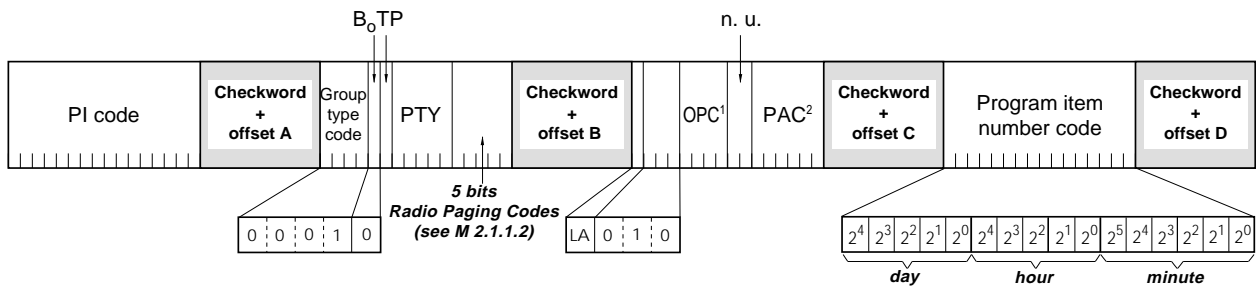 B₀TP
n. u.
PI code
Checkword
+
offset A
Group
type
code
PTY
Checkword
+
offset B
OPC¹
PAC²
Checkword
+
offset C
Program item
number code
Checkword
+
offset D
5 bits
Radio Paging Codes
(see M 2.1.1.2)
0 0 0 1 0
LA 0 1 0
2⁴ 2³ 2² 2¹ 2⁰ 2⁴ 2³ 2² 2¹ 2⁰ 2⁵ 2⁴ 2³ 2² 2¹ 2⁰
day hour minute